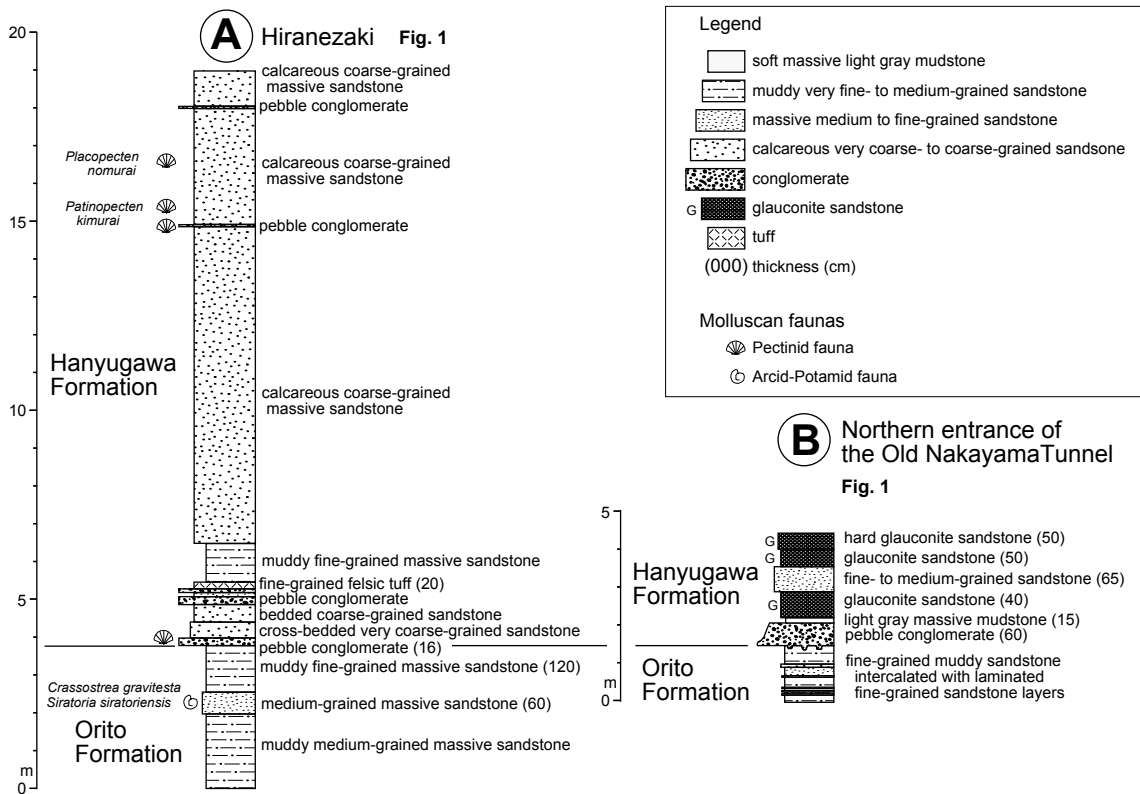 A Hiranezaki Fig. 1
20
15
10
5
m
0
calcareous coarse-grained
massive sandstone
pebble conglomerate
Placopecten
nomurai
calcareous coarse-grained
massive sandstone
Patinopecten
kimurai
pebble conglomerate
Hanyugawa
Formation
calcareous coarse-grained
massive sandstone
muddy fine-grained massive sandstone
fine-grained felsic tuff (20)
pebble conglomerate
bedded coarse-grained sandstone
cross-bedded very coarse-grained sandstone
pebble conglomerate (16)
muddy fine-grained massive sandstone (120)
Crassostrea gravitesta
Siratoria siratoriensis
medium-grained massive sandstone (60)
Orito
Formation
muddy medium-grained massive sandstone
Legend
soft massive light gray mudstone
muddy very fine- to medium-grained sandstone
massive medium to fine-grained sandstone
calcareous very coarse- to coarse-grained sandsone
conglomerate
G glauconite sandstone
tuff
(000) thickness (cm)
Molluscan faunas
Pectinid fauna
Arcid-Potamid fauna
B Northern entrance of
the Old NakayamaTunnel
Fig. 1
5
m
0
Hanyugawa
Formation
G hard glauconite sandstone (50)
G glauconite sandstone (50)
fine- to medium-grained sandstone (65)
G glauconite sandstone (40)
light gray massive mudstone (15)
pebble conglomerate (60)
Orito
Formation
fine-grained muddy sandstone
intercalated with laminated
fine-grained sandstone layers